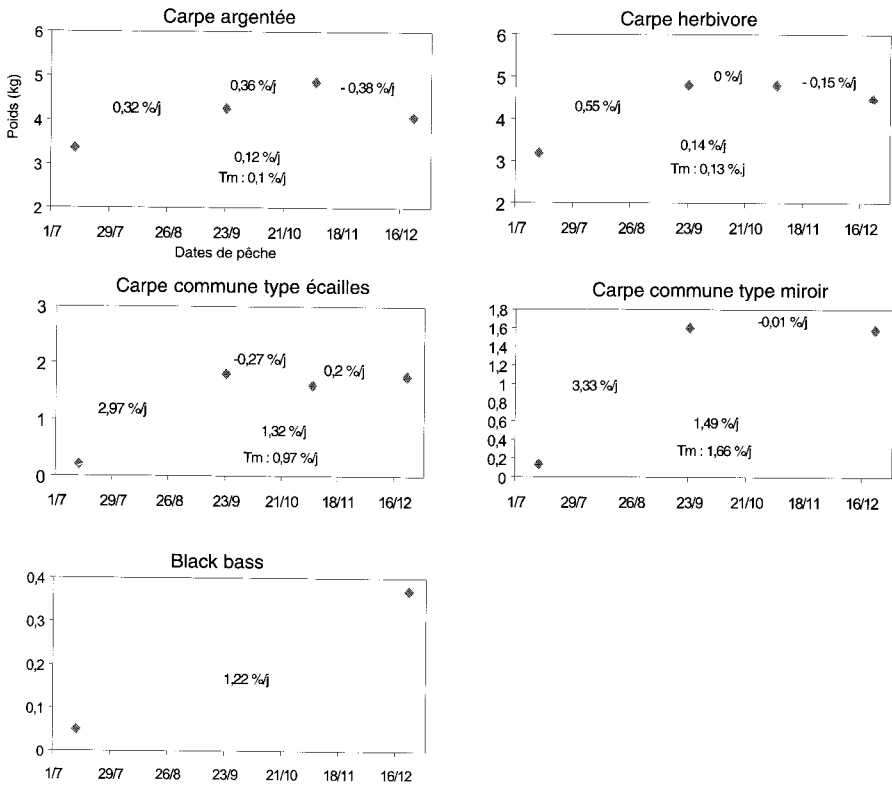 Carpe argentée
6
5
4
3
2
Poids (kg)
0,32 %/j
0,36 %/j
- 0,38 %/j
0,12 %/j
Tm : 0,1 %/j
1/7 29/7 26/8 23/9 21/10 18/11 16/12
Dates de pêche
Carpe herbivore
6
5
4
3
2
0,55 %/j
0 %/j
- 0,15 %/j
0,14 %/j
Tm : 0,13 %.j
1/7 29/7 26/8 23/9 21/10 18/11 16/12
Carpe commune type écailles
3
2
1
0
2,97 %/j
-0,27 %/j
0,2 %/j
1,32 %/j
Tm : 0,97 %/j
1/7 29/7 26/8 23/9 21/10 18/11 16/12
Carpe commune type miroir
1,8
1,6
1,4
1,2
1
0,8
0,6
0,4
0,2
0
3,33 %/j
-0,01 %/j
1,49 %/j
Tm : 1,66 %/j
1/7 29/7 26/8 23/9 21/10 18/11 16/12
Black bass
0,4
0,3
0,2
0,1
0
1,22 %/j
1/7 29/7 26/8 23/9 21/10 18/11 16/12